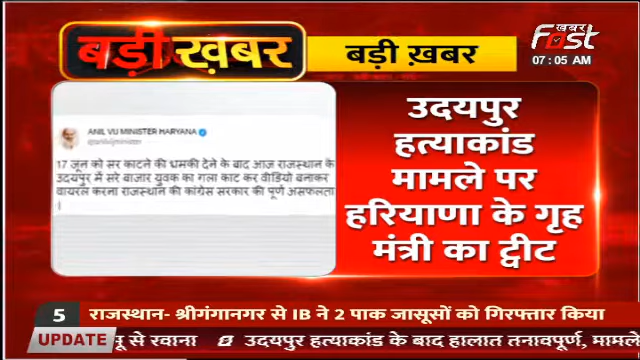 बड़ी ख़बर
बड़ी ख़बर
ख़बर
Fast
07:05 AM
ANIL VIJ MINISTER HARYANA
@anilvijminister
17 जून को सर काटने की धमकी देने के बाद आज राजस्थान के
उदयपुर में सरे बाजार युवक का गला काट कर वीडियो बनाकर
वायरल करना राजस्थान की कांग्रेस सरकार की पूर्ण असफलता
।
उदयपुर
हत्याकांड
मामले पर
हरियाणा के गृह
मंत्री का ट्वीट
5 राजस्थान- श्रीगंगानगर से IB ने 2 पाक जासूसों को गिरफ्तार किया
UPDATE मू से रवाना उदयपुर हत्याकांड के बाद हालात तनावपूर्ण, मामले